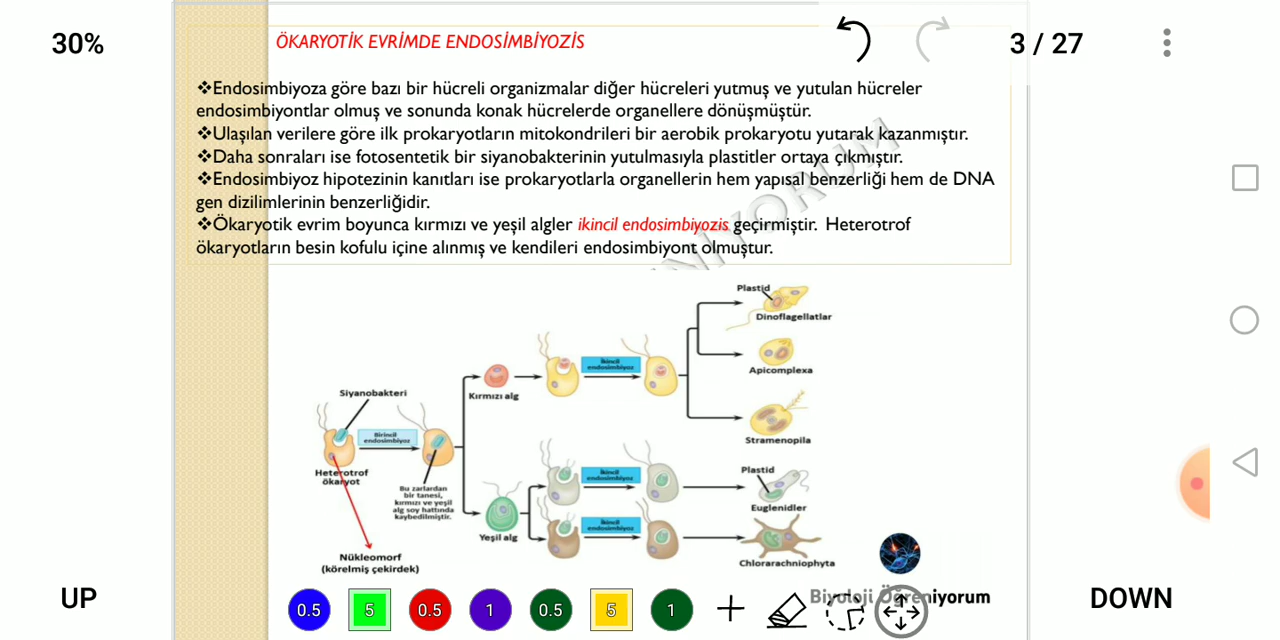 30%
ÖKARYOTİK EVRİMDE ENDOSİMBİYOZİS
3 / 27
❖Endosimbiyoza göre bazı bir hücreli organizmalar diğer hücreleri yutmuş ve yutulan hücreler
endosimbiyontlar olmuş ve sonunda konak hücrelerde organellere dönüşmüştür.
❖Ulaşılan verilere göre ilk prokaryotların mitokondrileri bir aerobik prokaryotu yutarak kazanmıştır.
❖Daha sonraları ise fotosentetik bir siyanobakterinin yutulmasıyla plastitler ortaya çıkmıştır.
❖Endosimbiyoz hipotezinin kanıtları ise prokaryotlarla organellerin hem yapısal benzerliği hem de DNA
gen dizilimlerinin benzerliğidir.
❖Ökaryotik evrim boyunca kırmızı ve yeşil algler ikincil endosimbiyozis geçirmiştir. Heterotrof
ökaryotların besin kofulu içine alınmış ve kendileri endosimbiyont olmuştur.
NIYORUM
Plastid
Dinoflagellatlar
İkincil
endosimbiyoz
Apicomplexa
Kırmızı alg
Siyanobakteri
Stramenopila
Birincil
endosimbiyoz
Heterotrof
ökaryot
Bu zarlardan
bir tanesi,
kırmızı ve yeşil
alg soy hattında
kaybedilmiştir.
İkincil
endosimbiyoz
Plastid
Euglenidler
Yeşil alg
İkincil
endosimbiyoz
Chlorarachniophyta
Nükleomorf
(körelmiş çekirdek)
UP
0.5
5
0.5
1
0.5
5
1
Biyoloji Öğreniyorum
DOWN